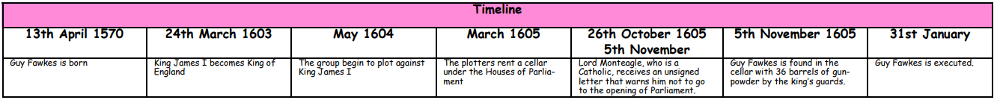 Timeline
13th April 1570
24th March 1603
May 1604
March 1605
26th October 1605
5th November
5th November 1605
31st January
Guy Fawkes is born
King James I becomes King of
England
The group begin to plot against
King James I
The plotters rent a cellar
under the Houses of Parlia-
ment
Lord Monteagle, who is a
Catholic, receives an unsigned
letter that warns him not to go
to the opening of Parliament.
Guy Fawkes is found in the
cellar with 36 barrels of gun-
powder by the king's guards.
Guy Fawkes is executed.